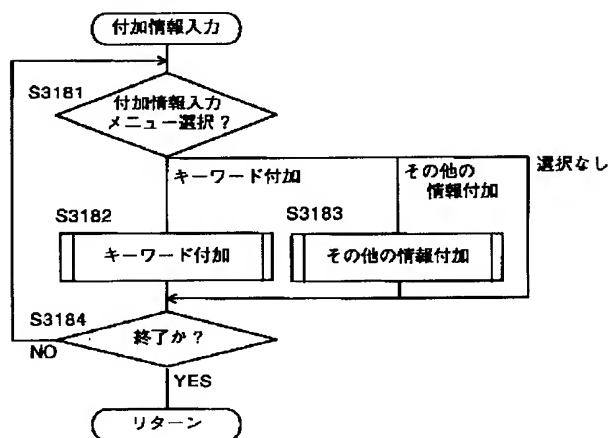 付加情報入力
S3181
付加情報入力
メニュー選択?
キーワード付加
その他の
情報付加
選択なし
S3182
S3183
キーワード付加
その他の情報付加
S3184
終了か?
NO
YES
リターン